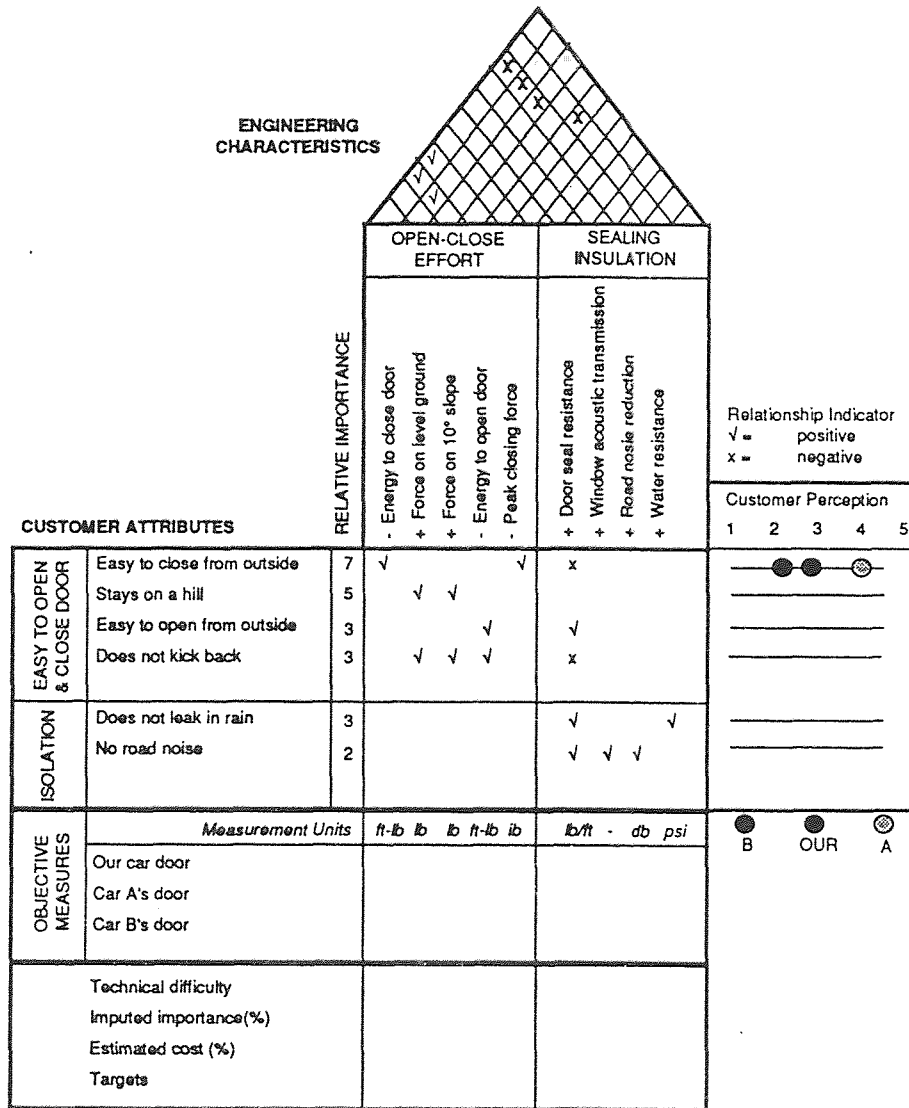 ENGINEERING
CHARACTERISTICS
x
x
x
x
√
√
√
OPEN-CLOSE
EFFORT
SEALING
INSULATION
RELATIVE IMPORTANCE
- Energy to close door
+ Force on level ground
+ Force on 10° slope
- Energy to open door
- Peak closing force
+ Door seal resistance
+ Window acoustic transmission
+ Road nosie reduction
+ Water resistance
Relationship Indicator
√ = positive
x = negative
Customer Perception
1 2 3 4 5
CUSTOMER ATTRIBUTES
EASY TO OPEN
& CLOSE DOOR
Easy to close from outside 7 √ √ x
Stays on a hill 5 √ √
Easy to open from outside 3 √ √
Does not kick back 3 √ √ √ x
ISOLATION
Does not leak in rain 3 √ √
No road noise 2 √ √ √
OBJECTIVE
MEASURES
Measurement Units ft-lb lb lb ft-lb ib lb/ft - db psi
B OUR A
Our car door
Car A's door
Car B's door
Technical difficulty
Imputed importance(%)
Estimated cost (%)
Targets